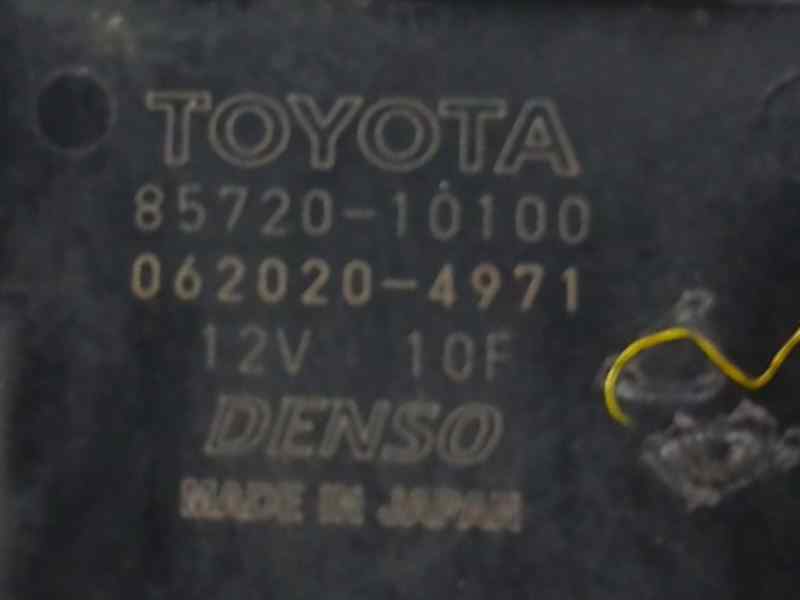 TOYOTA
85720-10100
062020-4971
12V 10F
DENSO
MADE IN JAPAN